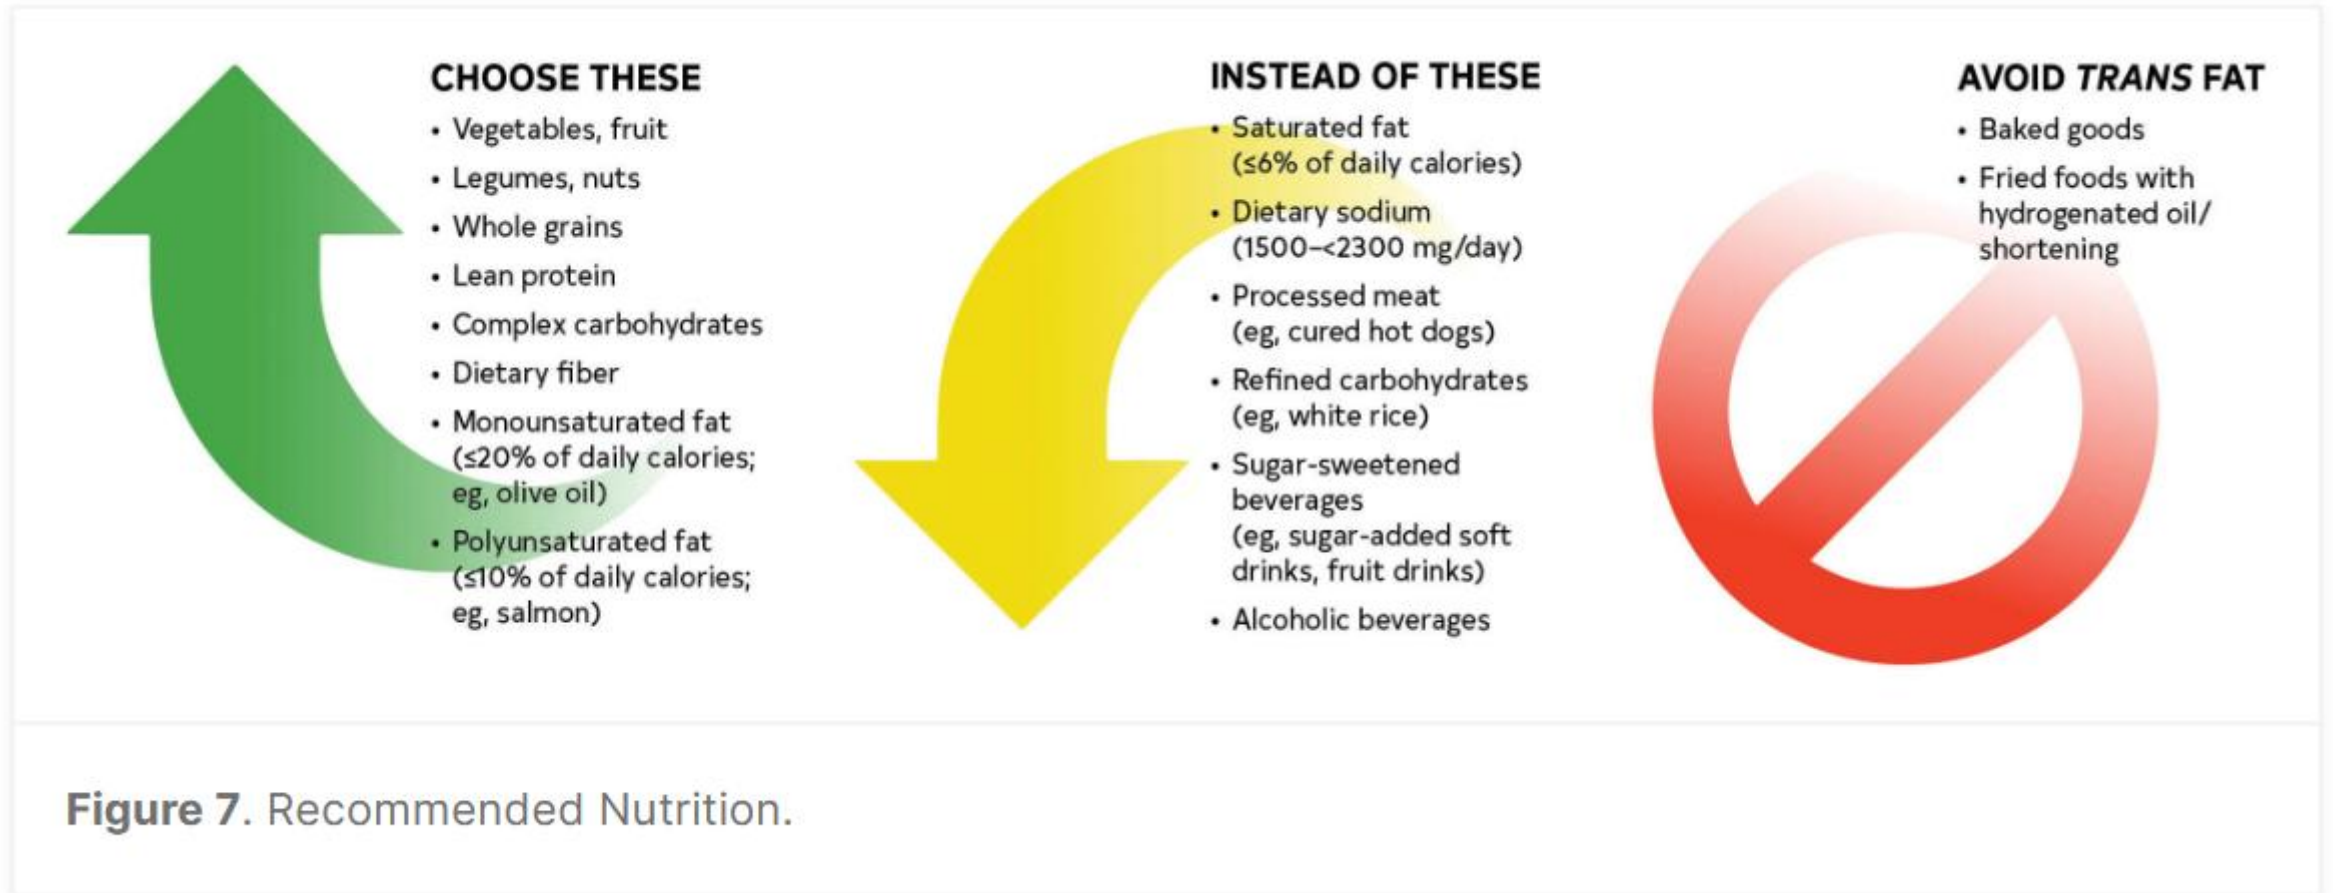 CHOOSE THESE
• Vegetables, fruit
• Legumes, nuts
• Whole grains
• Lean protein
• Complex carbohydrates
• Dietary fiber
• Monounsaturated fat
(≤20% of daily calories;
eg, olive oil)
• Polyunsaturated fat
(≤10% of daily calories;
eg, salmon)
INSTEAD OF THESE
• Saturated fat
(≤6% of daily calories)
• Dietary sodium
(1500–<2300 mg/day)
• Processed meat
(eg, cured hot dogs)
• Refined carbohydrates
(eg, white rice)
• Sugar-sweetened
beverages
(eg, sugar-added soft
drinks, fruit drinks)
• Alcoholic beverages
AVOID TRANS FAT
• Baked goods
• Fried foods with
hydrogenated oil/
shortening
Figure 7. Recommended Nutrition.